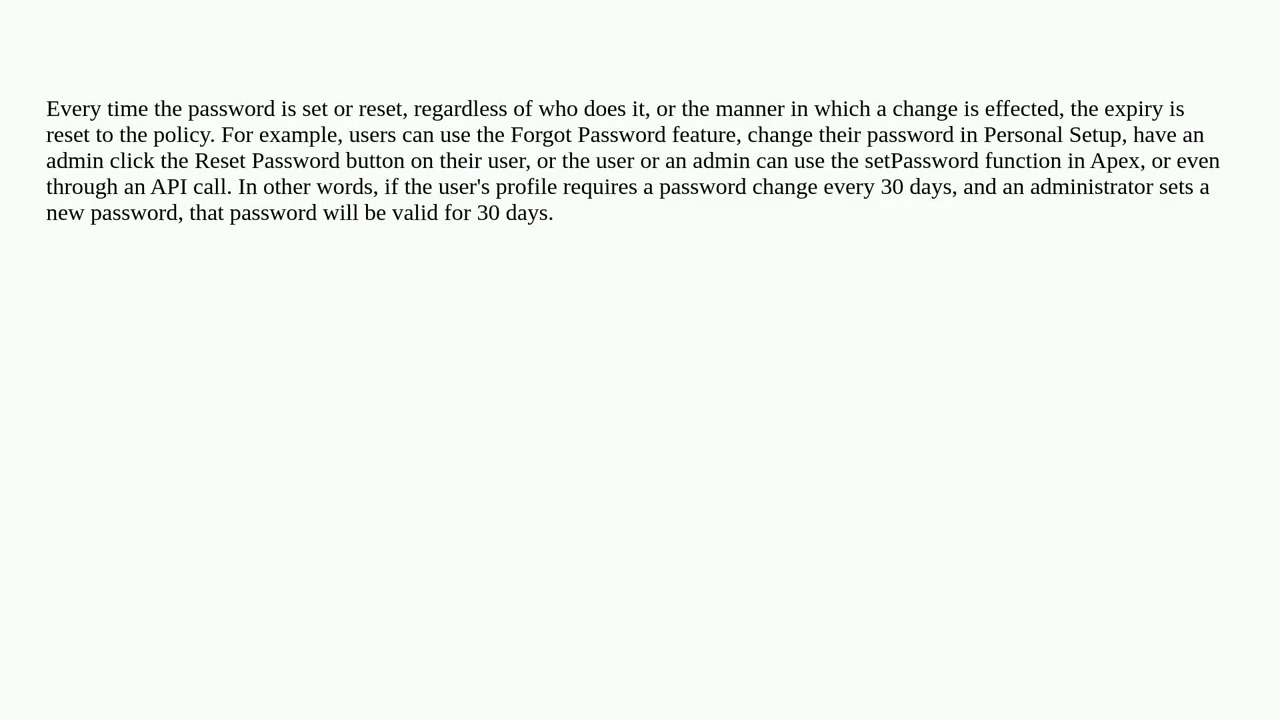 Every time the password is set or reset, regardless of who does it, or the manner in which a change is effected, the expiry is
reset to the policy. For example, users can use the Forgot Password feature, change their password in Personal Setup, have an
admin click the Reset Password button on their user, or the user or an admin can use the setPassword function in Apex, or even
through an API call. In other words, if the user's profile requires a password change every 30 days, and an administrator sets a
new password, that password will be valid for 30 days.